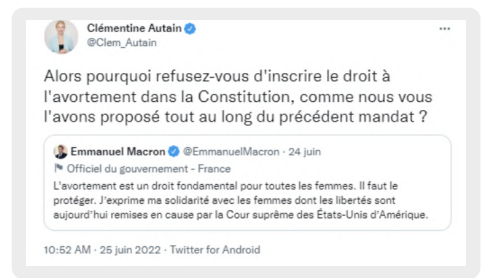 Clémentine Autain
@Clem_Autain
Alors pourquoi refusez-vous d'inscrire le droit à
l'avortement dans la Constitution, comme nous vous
l'avons proposé tout au long du précédent mandat ?
Emmanuel Macron @EmmanuelMacron · 24 juin
Officiel du gouvernement - France
L'avortement est un droit fondamental pour toutes les femmes. Il faut le
protéger. J'exprime ma solidarité avec les femmes dont les libertés sont
aujourd'hui remises en cause par la Cour suprême des États-Unis d'Amérique.
10:52 AM · 25 juin 2022 · Twitter for Android